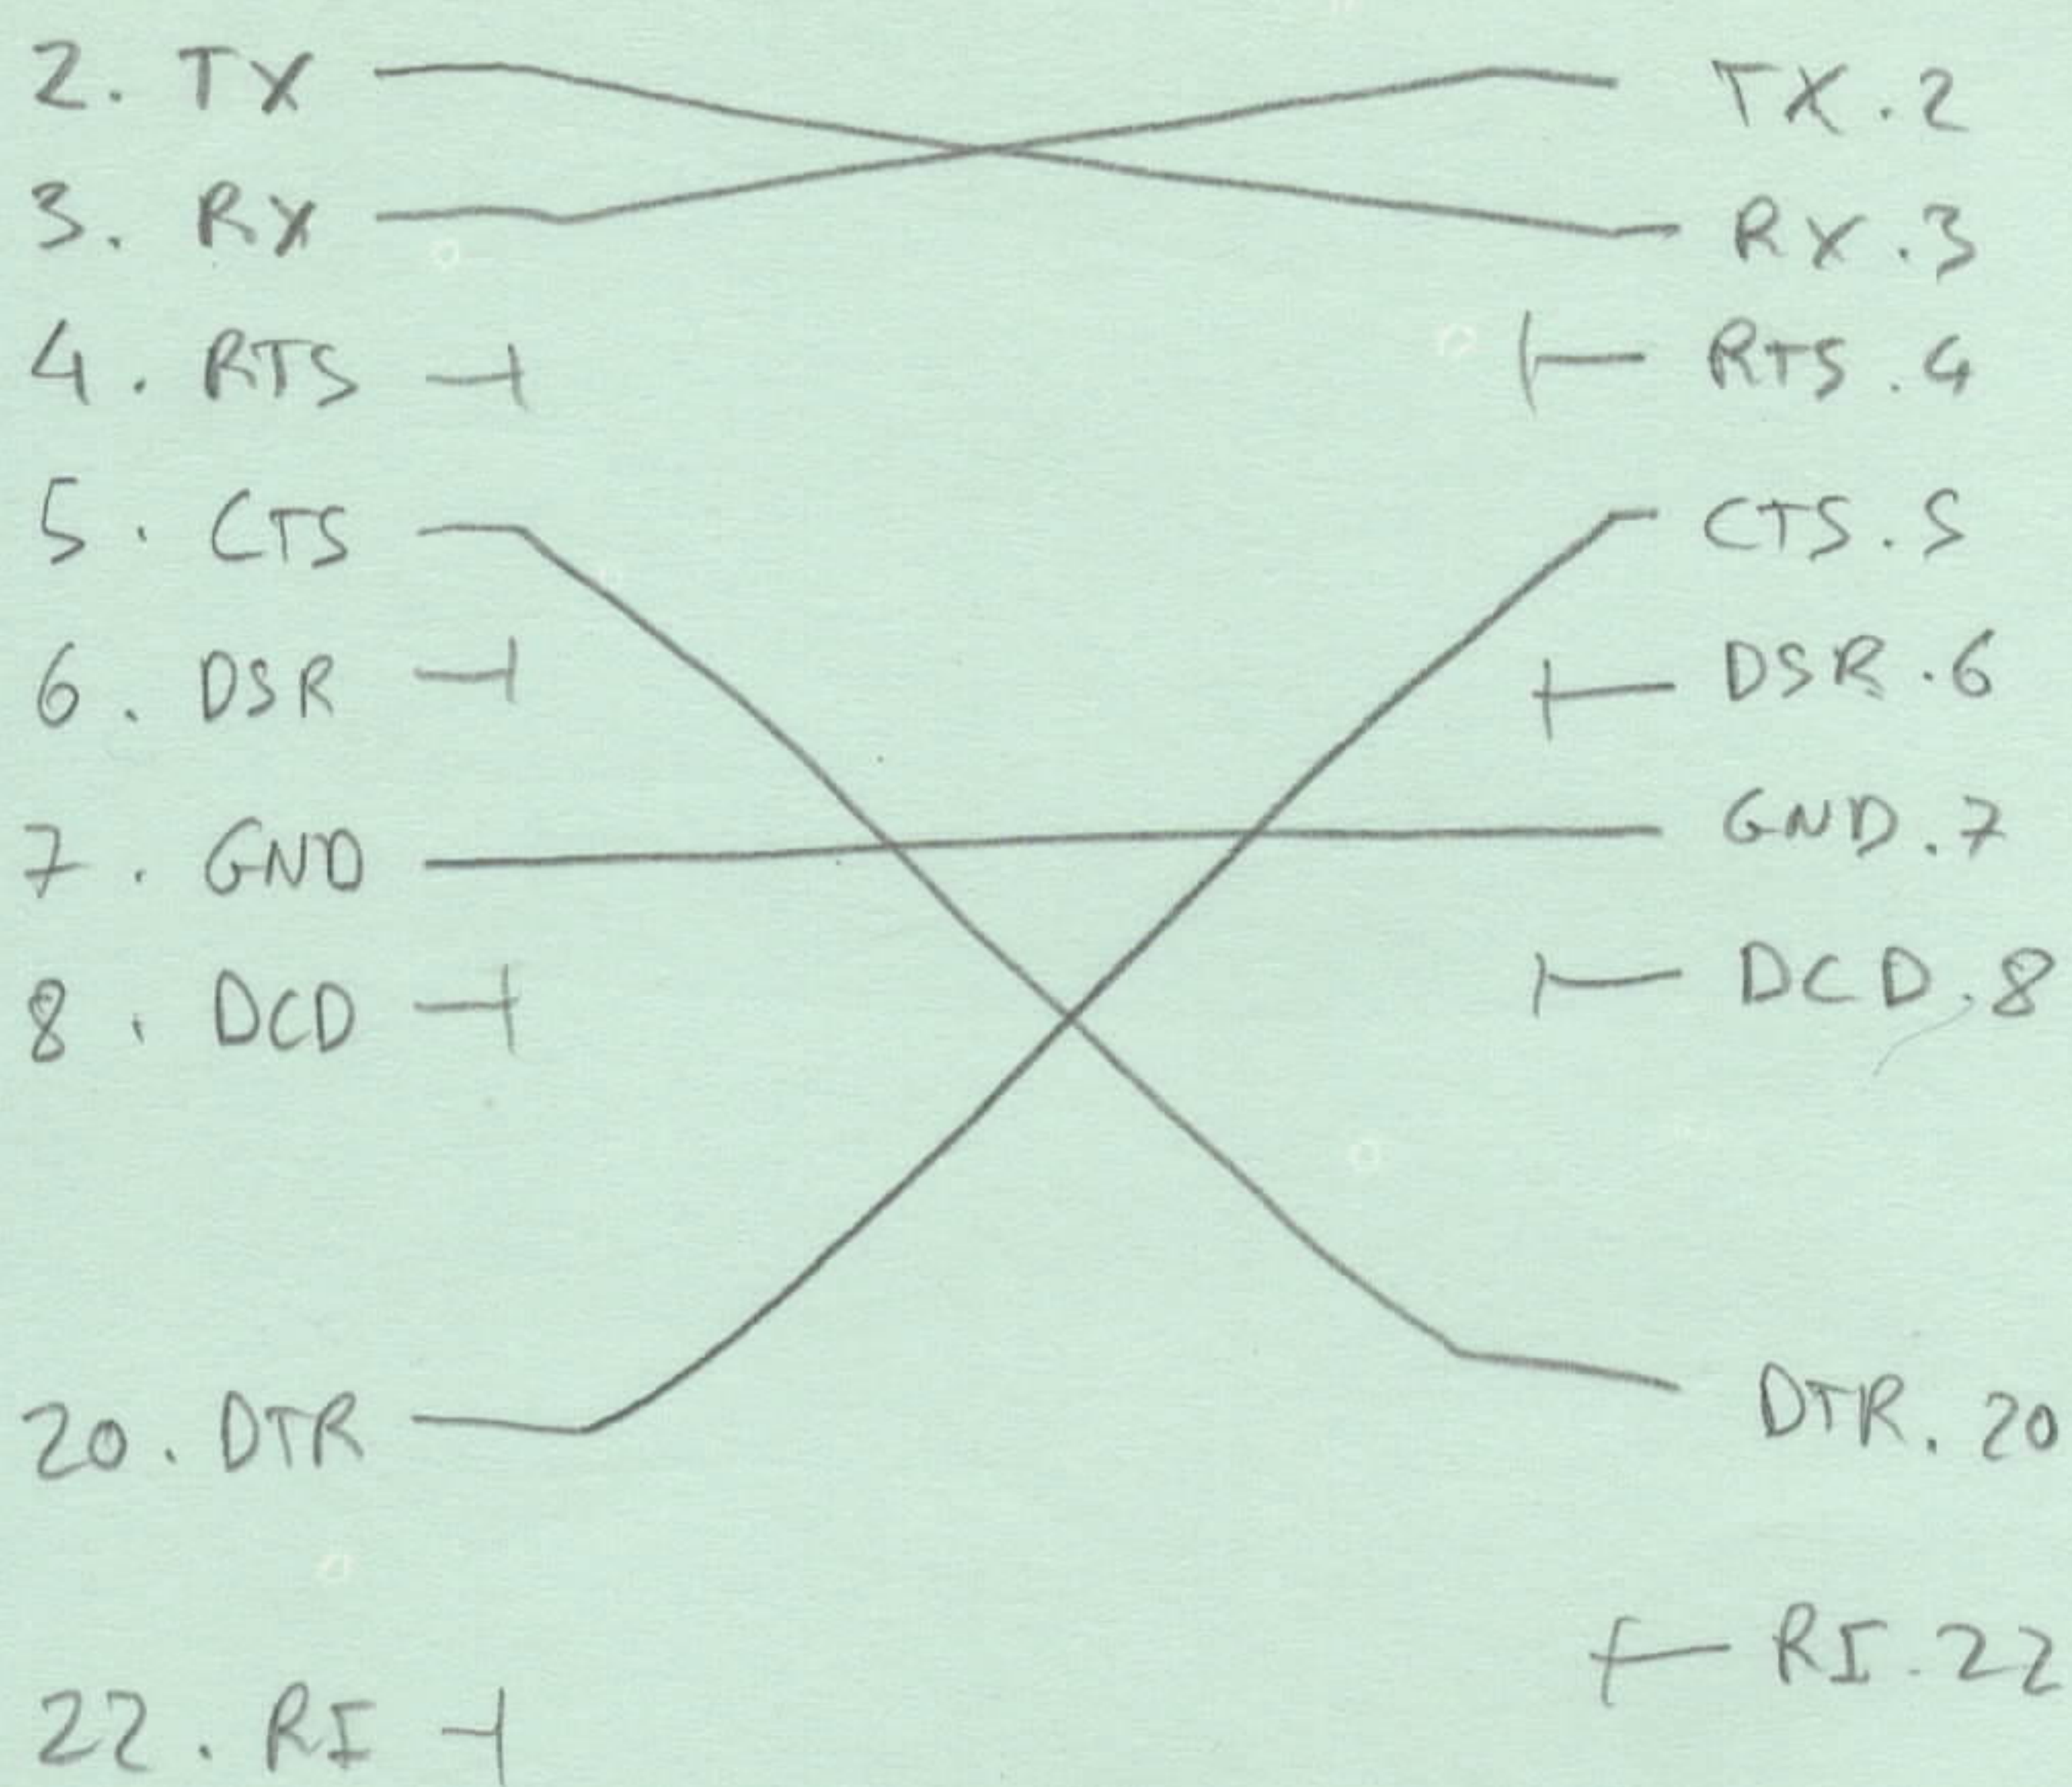 2. TX TX.2
3. RX RX.3
4. RTS RTS.4
5. CTS CTS.5
6. DSR DSR.6
7. GND GND.7
8. DCD DCD.8
20. DTR DTR.20
22. RI RI.22